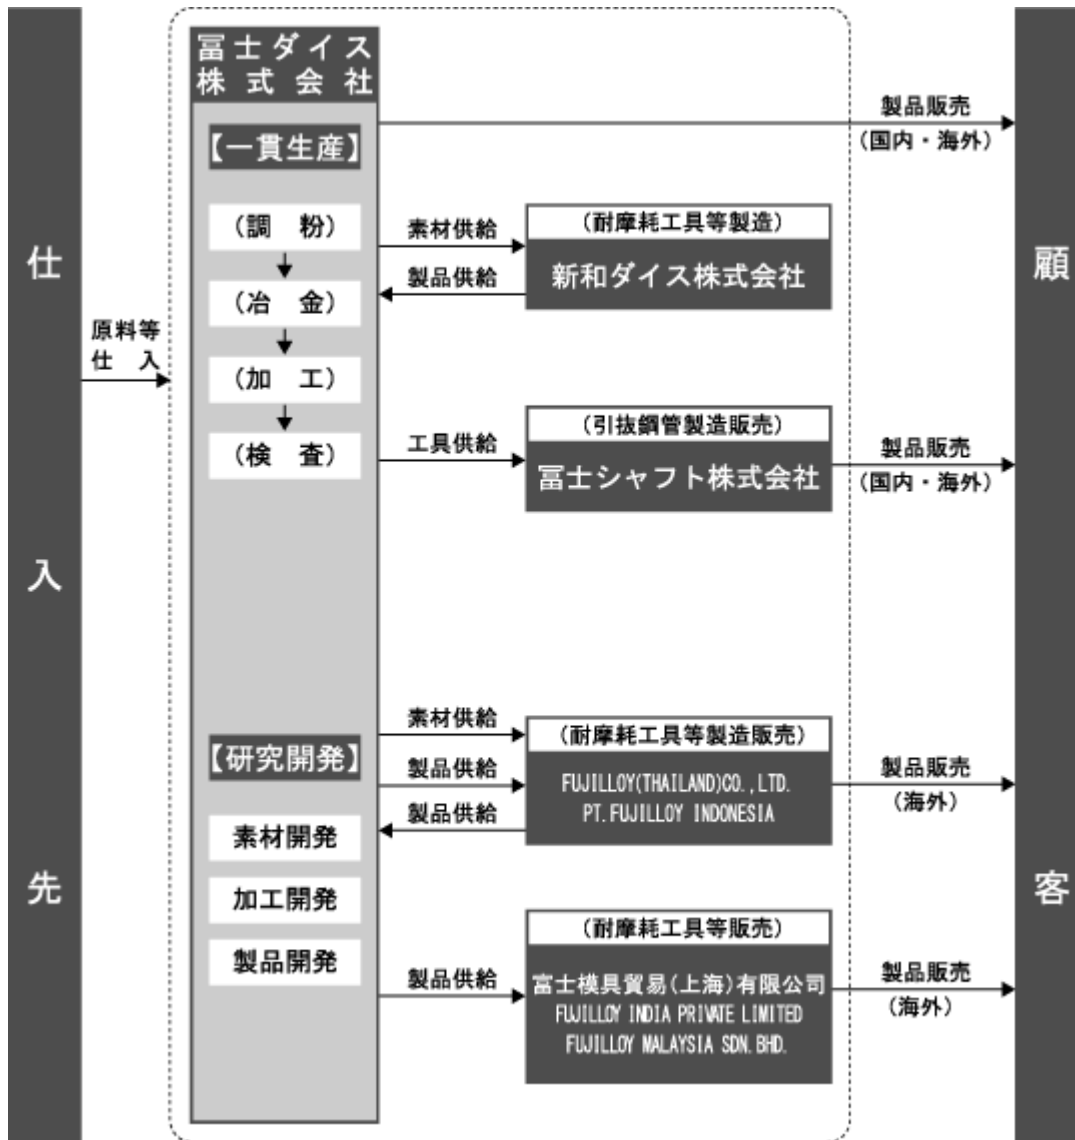 仕入先
原料等
仕 入
冨士ダイス
株式会社
【一貫生産】
(調 粉)
(冶 金)
(加 工)
(検 査)
【研究開発】
素材開発
加工開発
製品開発
製品販売
(国内・海外)
素材供給
製品供給
(耐摩耗工具等製造)
新和ダイス株式会社
工具供給
(引抜鋼管製造販売)
冨士シャフト株式会社
製品販売
(国内・海外)
素材供給
製品供給
製品供給
(耐摩耗工具等製造販売)
FUJILLOY(THAILAND)CO.,LTD.
PT.FUJILLOY INDONESIA
製品販売
(海外)
製品供給
(耐摩耗工具等販売)
富士模具貿易(上海)有限公司
FUJILLOY INDIA PRIVATE LIMITED
FUJILLOY MALAYSIA SDN.BHD.
製品販売
(海外)
顧客